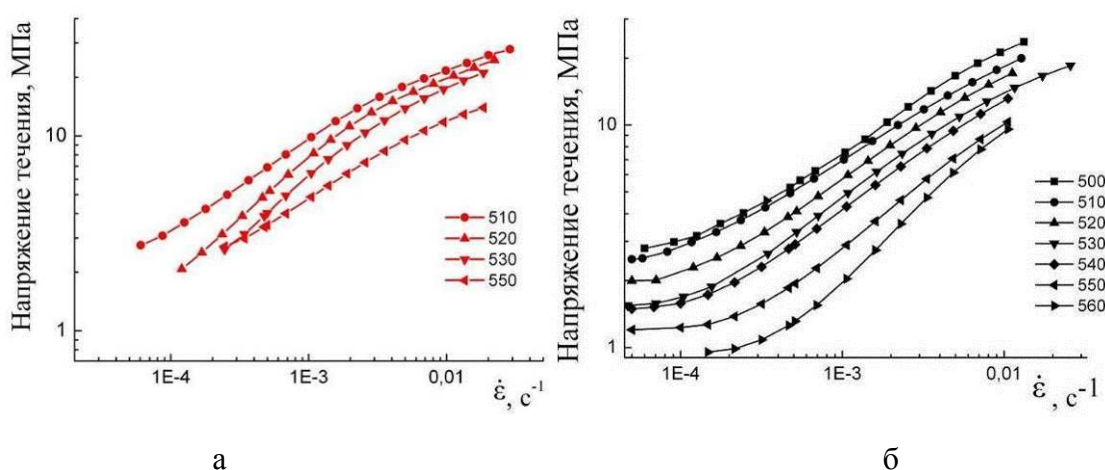 Напряжение течения, МПа
10
1
1E-4
1E-3
0,01
ε̇, с⁻¹
510
520
530
550
а
Напряжение течения, МПа
10
1
1E-4
1E-3
0,01
ε̇, с-1
500
510
520
530
540
550
560
б